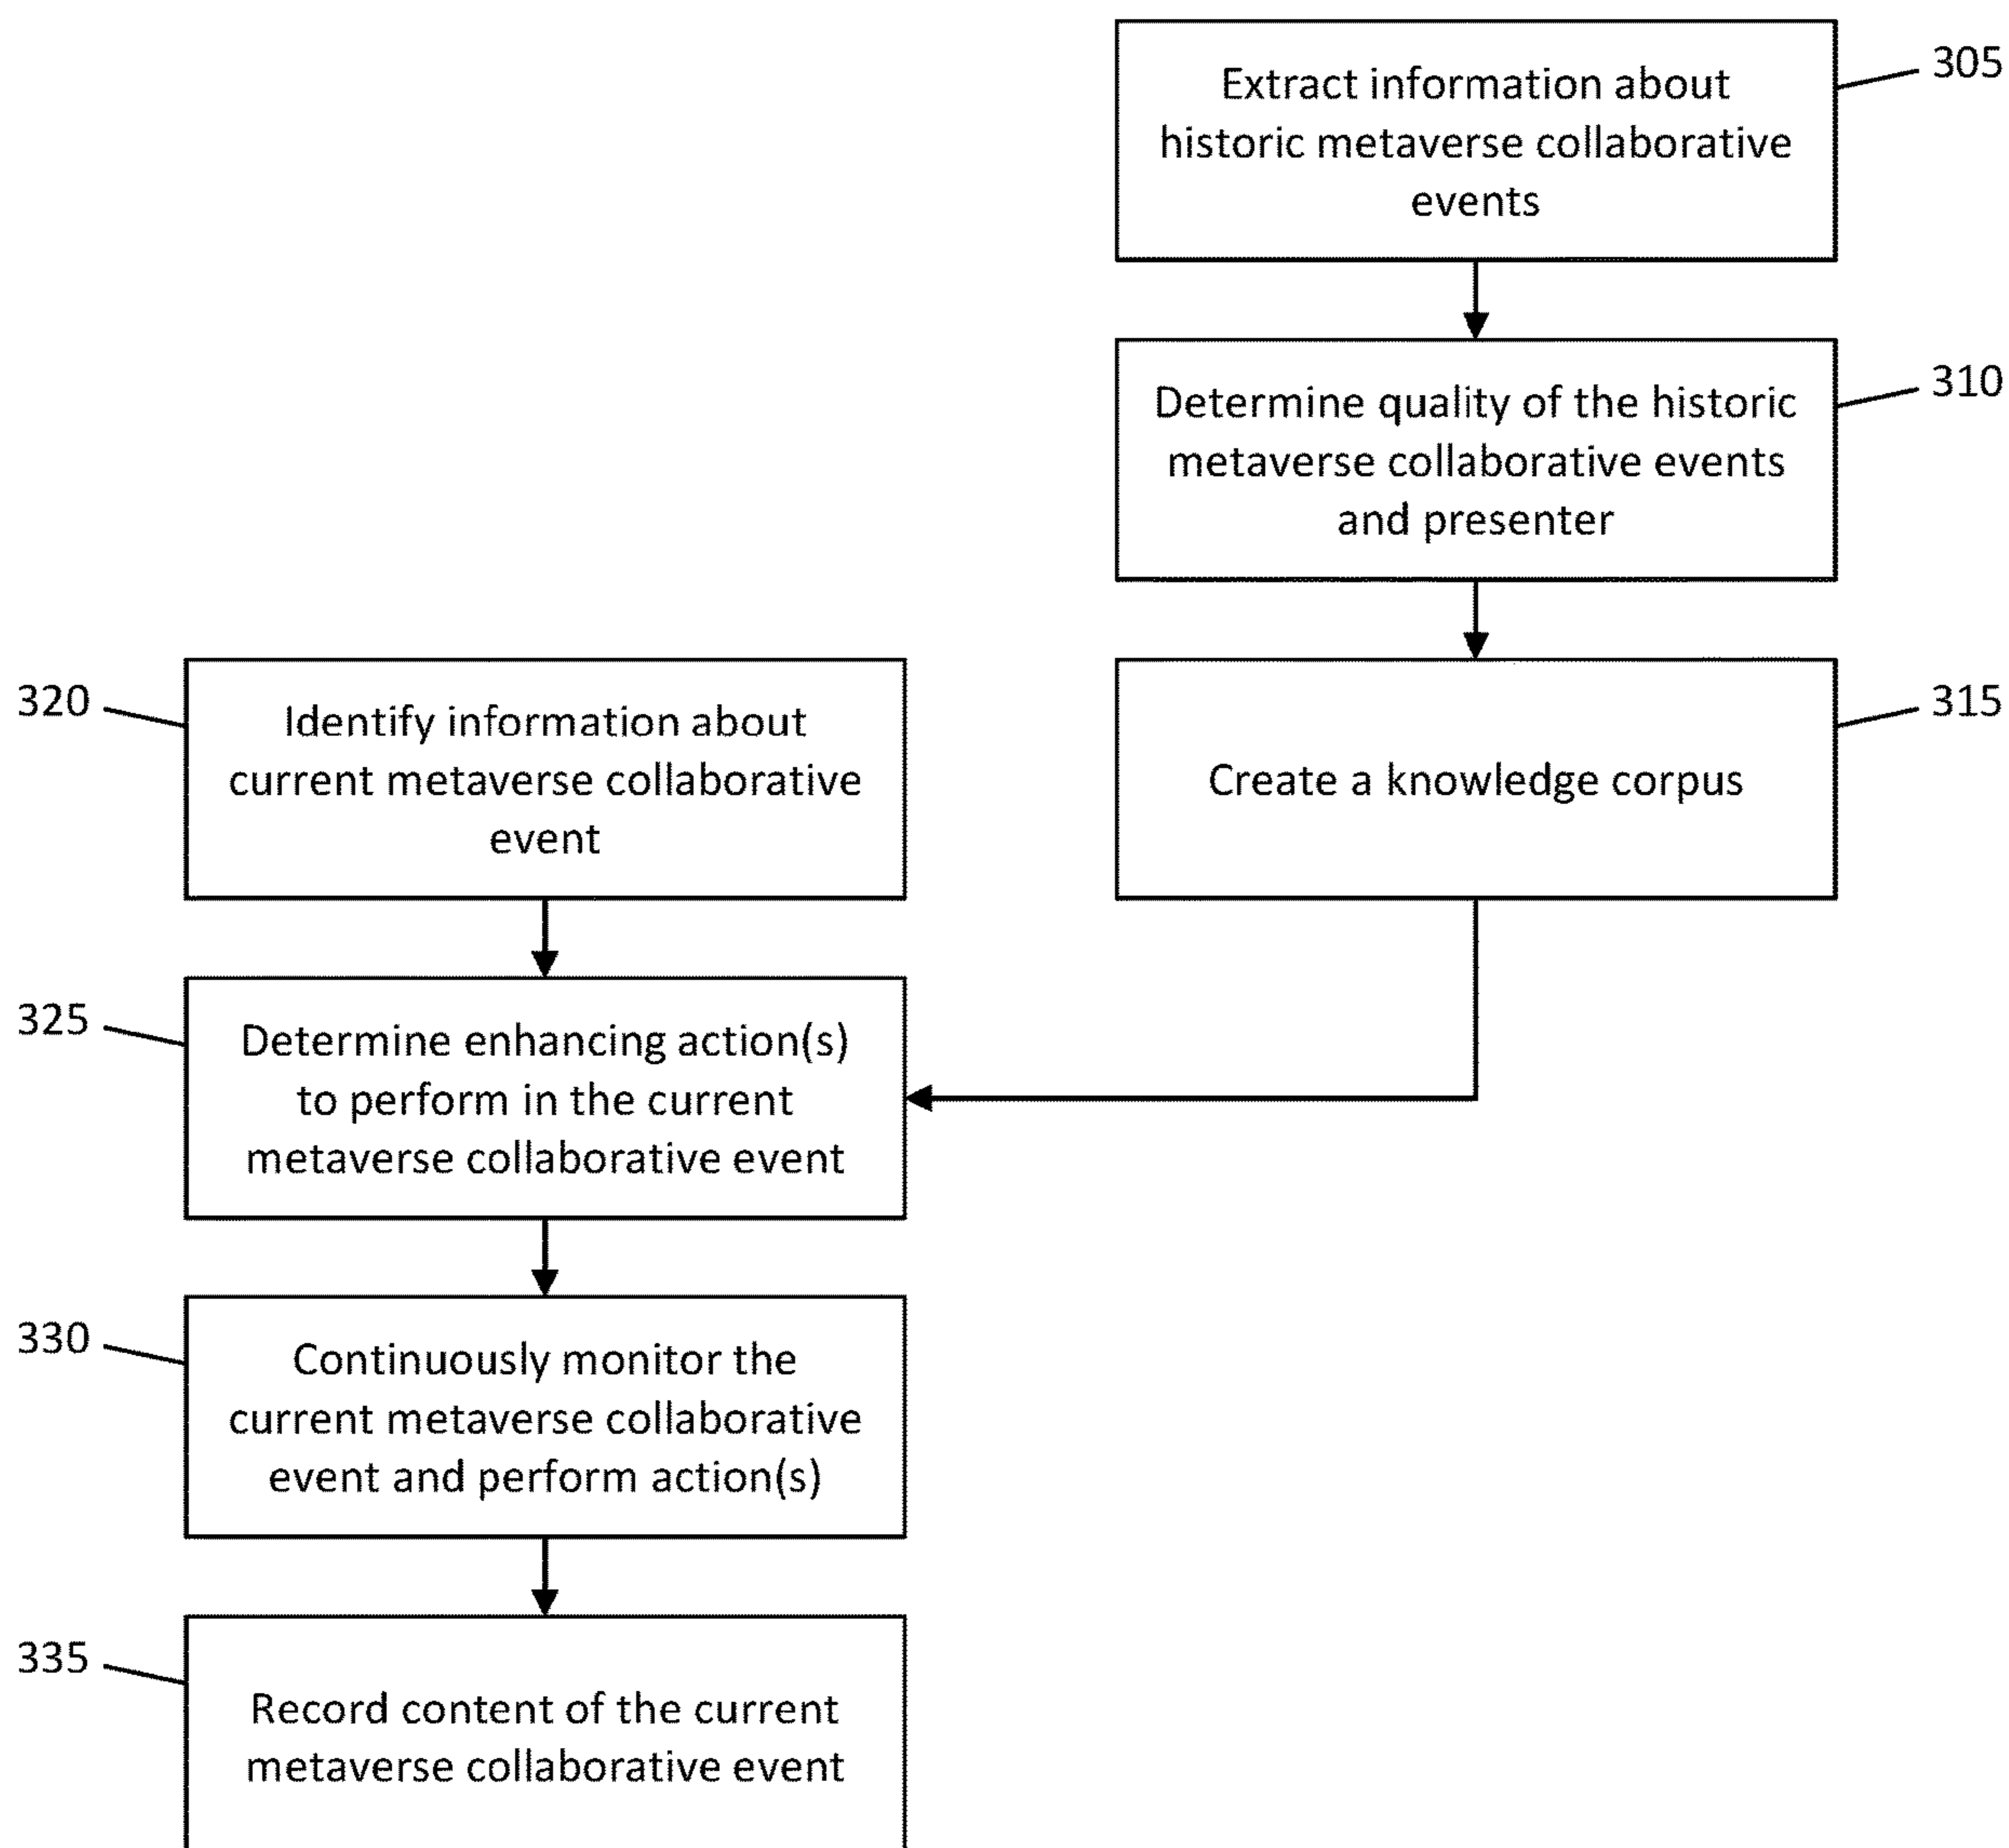 Extract information about
historic metaverse collaborative
events
305
Determine quality of the historic
metaverse collaborative events
and presenter
310
Create a knowledge corpus
315
320
Identify information about
current metaverse collaborative
event
325
Determine enhancing action(s)
to perform in the current
metaverse collaborative event
330
Continuously monitor the
current metaverse collaborative
event and perform action(s)
335
Record content of the current
metaverse collaborative event